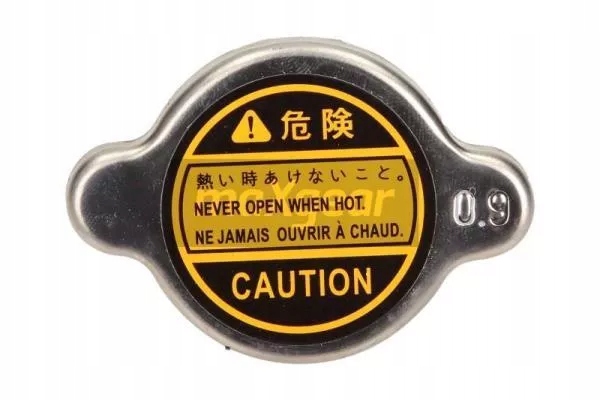 危険
熱い時あけないこと。
NEVER OPEN WHEN HOT.
NE JAMAIS OUVRIR À CHAUD.
CAUTION
0.9
maxgear